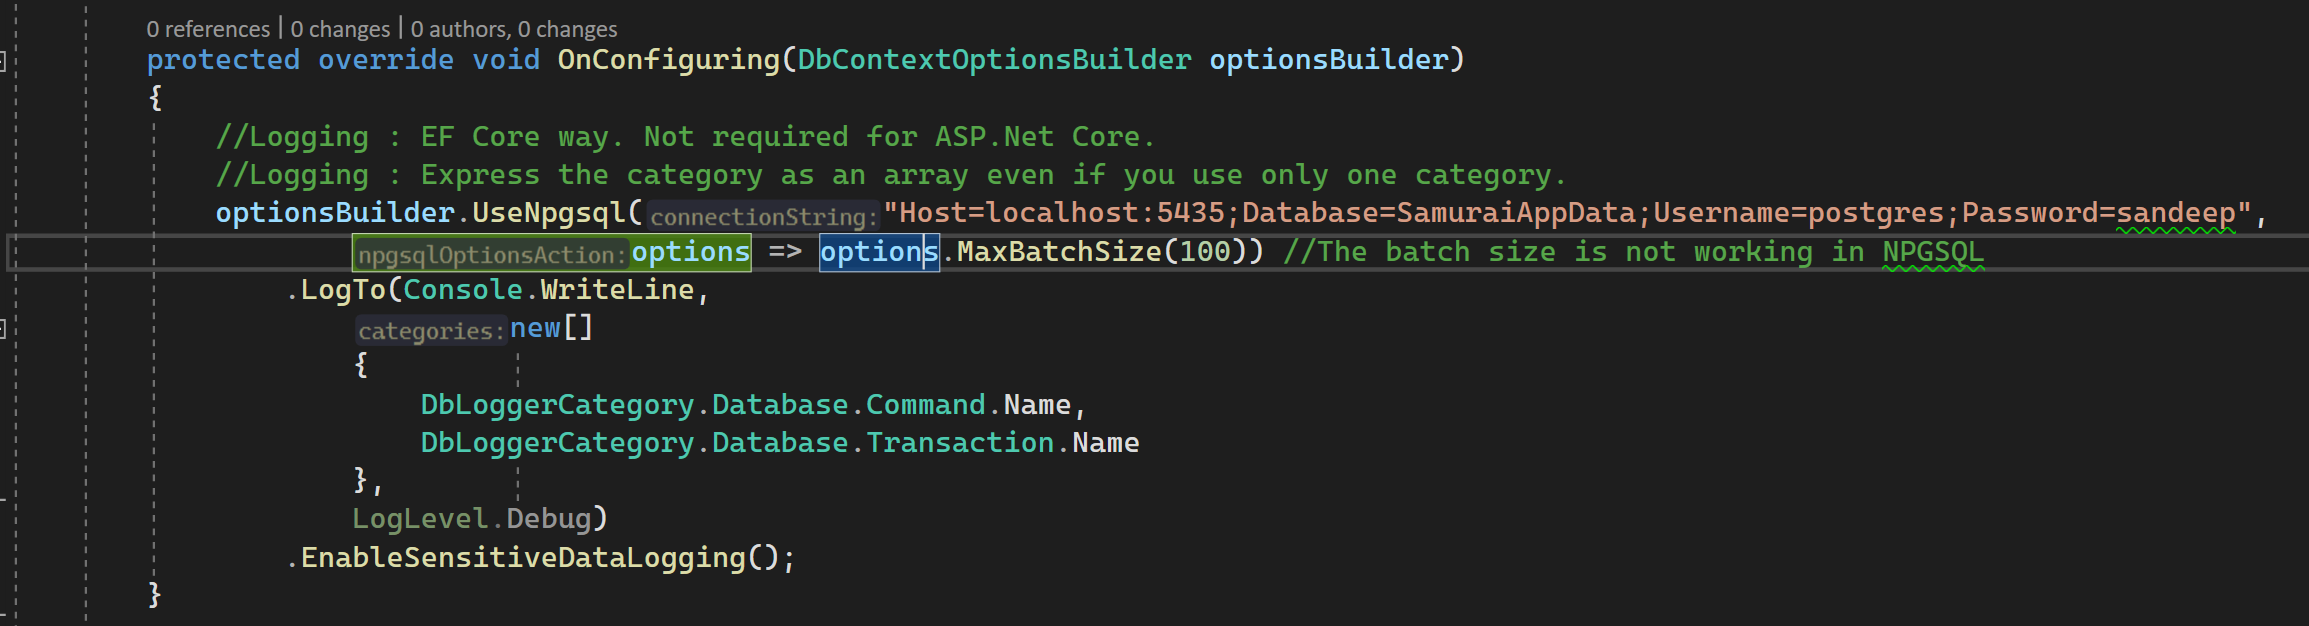 0 references | 0 changes | 0 authors, 0 changes
protected override void OnConfiguring(DbContextOptionsBuilder optionsBuilder)
{
//Logging : EF Core way. Not required for ASP.Net Core.
//Logging : Express the category as an array even if you use only one category.
optionsBuilder.UseNpgsql(connectionString:"Host=localhost:5435;Database=SamuraiAppData;Username=postgres;Password=sandeep",
npgsqlOptionsAction:options => options.MaxBatchSize(100)) //The batch size is not working in NPGSQL
.LogTo(Console.WriteLine,
categories:new[]
{
DbLoggerCategory.Database.Command.Name,
DbLoggerCategory.Database.Transaction.Name
},
LogLevel.Debug)
.EnableSensitiveDataLogging();
}